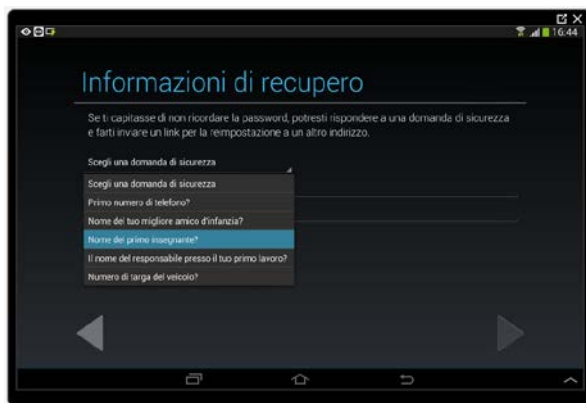 16:44
Informazioni di recupero
Se ti capitasse di non ricordare la password, potresti rispondere a una domanda di sicurezza
e farti inviare un link per la reimpostazione a un altro indirizzo.
Scegli una domanda di sicurezza
Scegli una domanda di sicurezza
Primo numero di telefono?
Nome del tuo migliore amico d'infanzia?
Nome del primo insegnante?
Il nome del responsabile presso il tuo primo lavoro?
Numero di targa del veicolo?